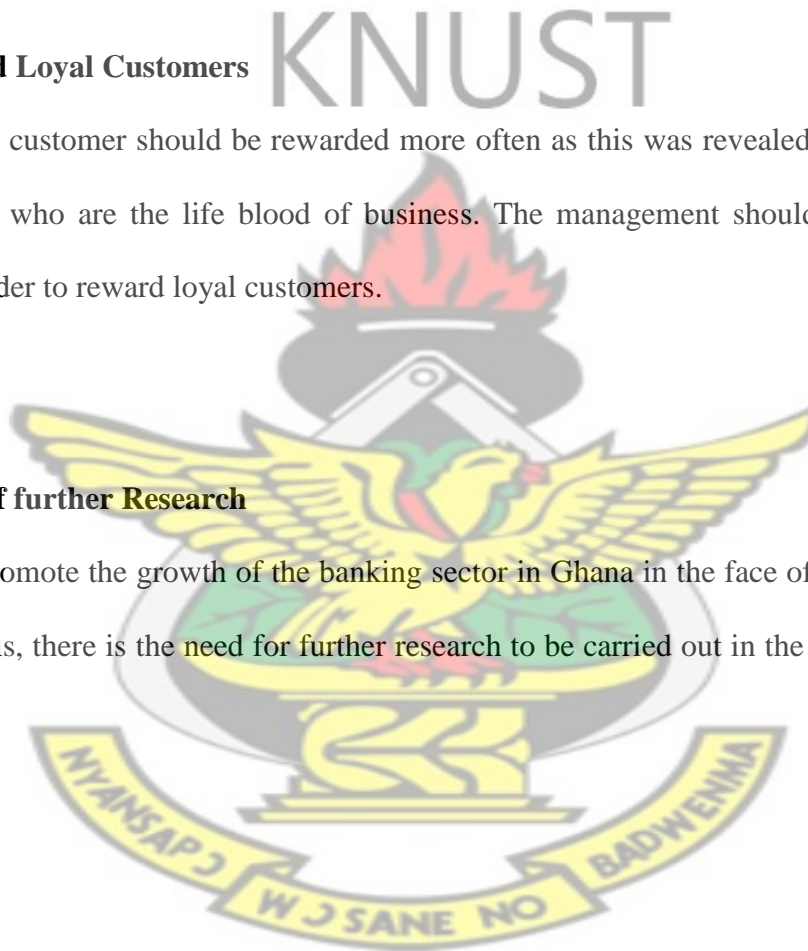 KNUST
d Loyal Customers
customer should be rewarded more often as this was revealed
who are the life blood of business. The management should
der to reward loyal customers.
f further Research
omote the growth of the banking sector in Ghana in the face of
is, there is the need for further research to be carried out in the
NYANSAPƆ WƆSANE NO BADWENMA